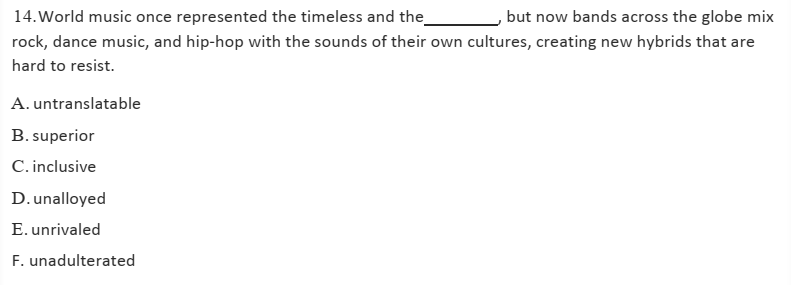 14.World music once represented the timeless and the________, but now bands across the globe mix
rock, dance music, and hip-hop with the sounds of their own cultures, creating new hybrids that are
hard to resist.
A. untranslatable
B. superior
C. inclusive
D. unalloyed
E. unrivaled
F. unadulterated